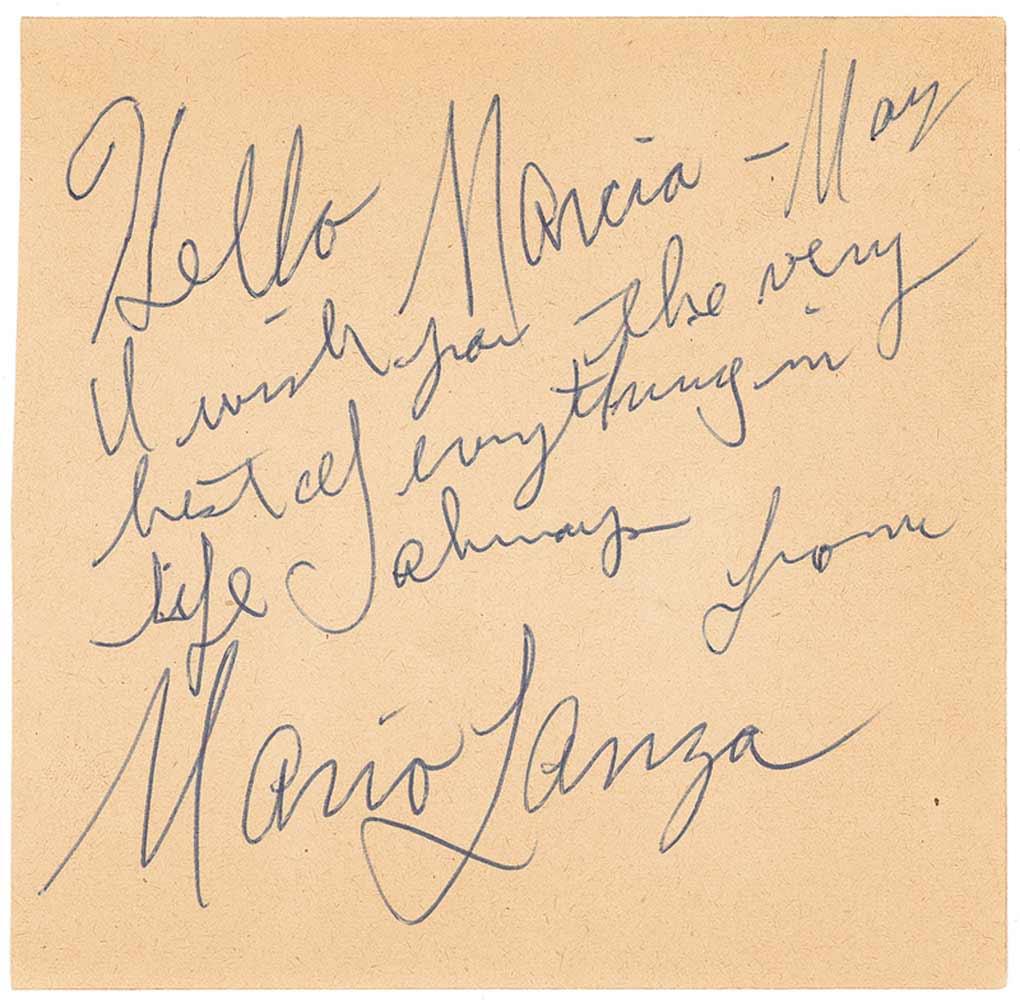 Hello Marcia - May
I wish you the very
best of everything in
life always from
Mario Lanza